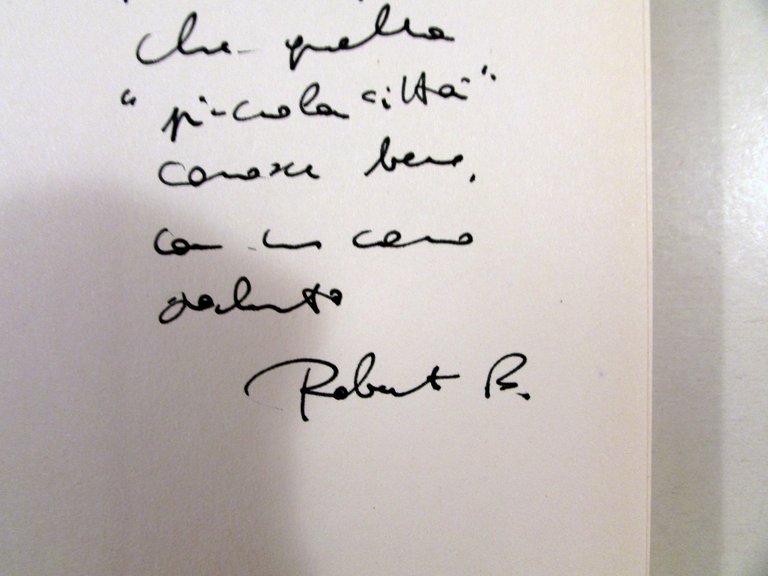 che quella
"piccola città"
conosce bene,
con un caro
saluto
Robert B.